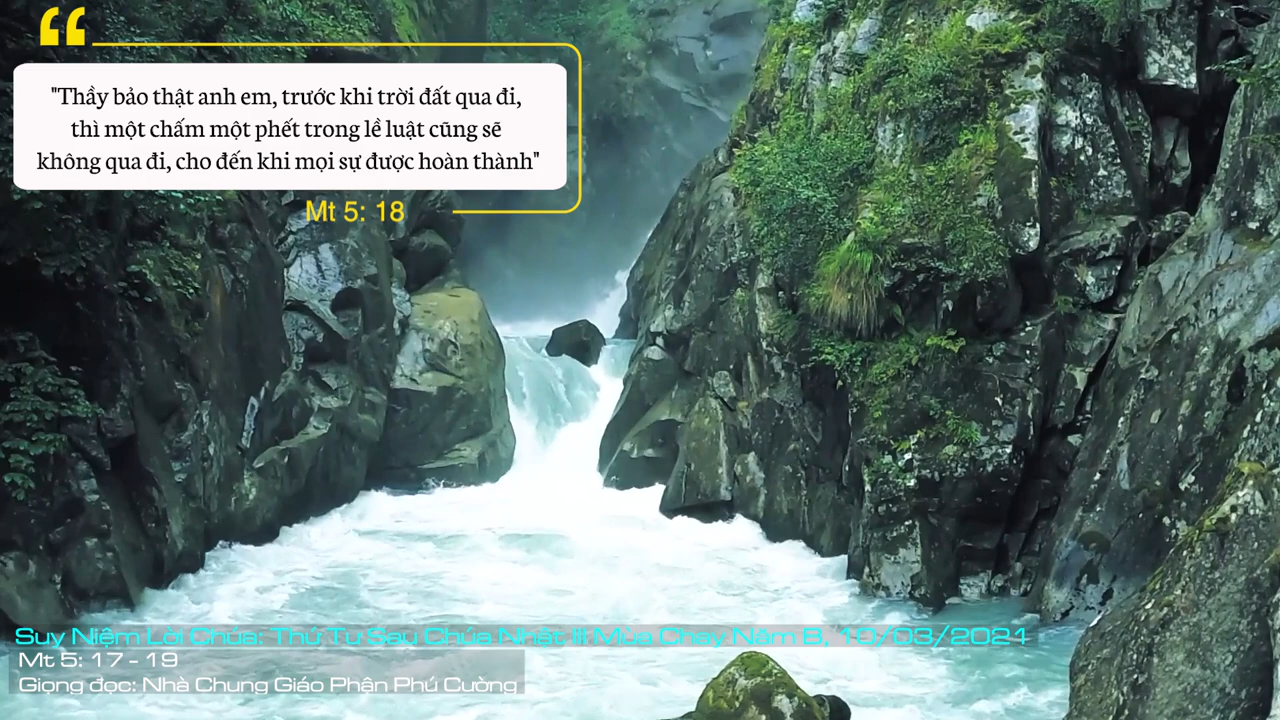 "Thầy bảo thật anh em, trước khi trời đất qua đi,
thì một chấm một phết trong lề luật cũng sẽ
không qua đi, cho đến khi mọi sự được hoàn thành"
Mt 5: 18
Suy Niệm Lời Chúa: Thứ Tư Sau Chúa Nhật III Mùa Chay Năm B, 10/03/2021
Mt 5: 17 - 19
Giọng đọc: Nhà Chung Giáo Phận Phú Cường